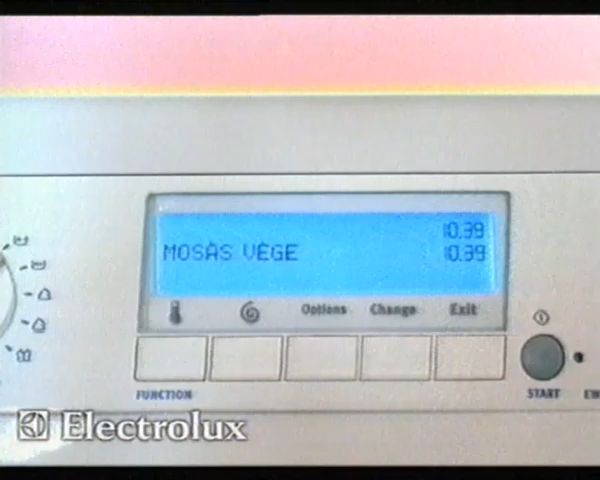 10.39
MOSÁS VÉGE 10.39
Options Change Exit
FUNCTION START
Electrolux